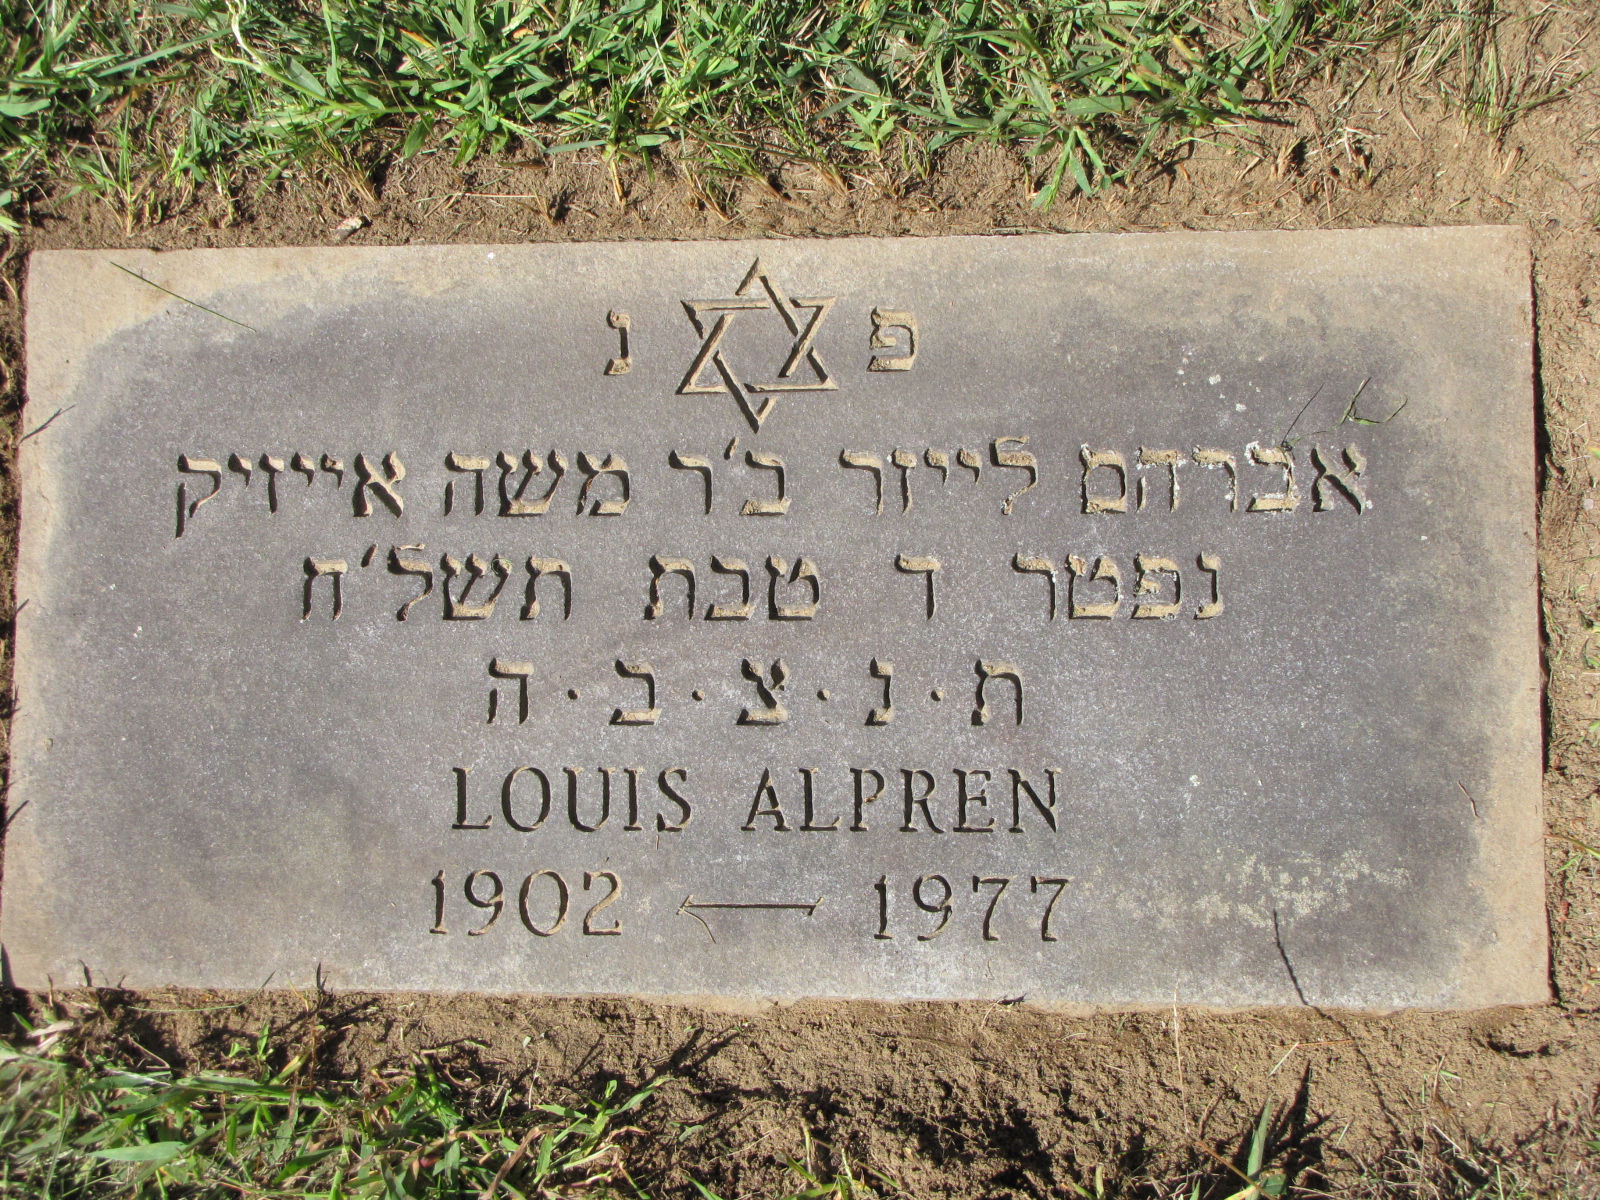 פ נ
אברהם לייזר ב'ר משה אייזיק
נפטר ד טבת תשל'ח
ת·נ·צ·ב·ה
LOUIS ALPREN
1902 — 1977